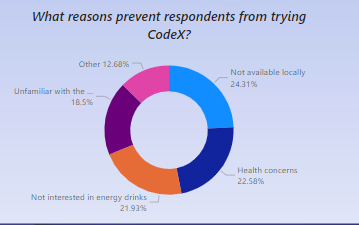 What reasons prevent respondents from trying
CodeX?
Other 12.68%
Not available locally
24.31%
Unfamiliar with the ...
18.5%
Health concerns
22.58%
Not interested in energy drinks
21.93%